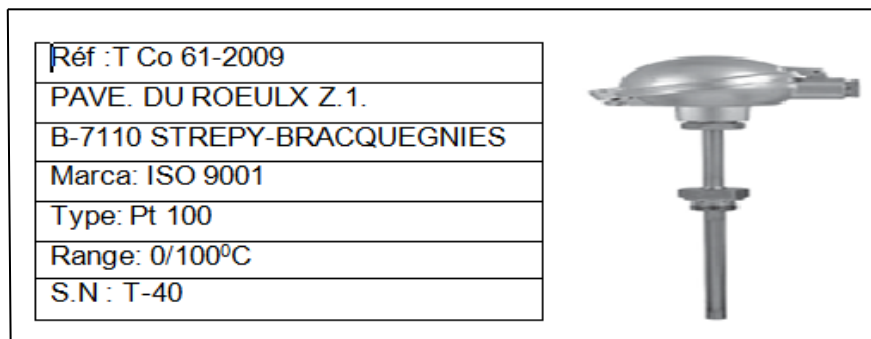 Réf :T Co 61-2009
PAVE. DU ROEULX Z.1.
B-7110 STREPY-BRACQUEGNIES
Marca: ISO 9001
Type: Pt 100
Range: 0/100⁰C
S.N : T-40